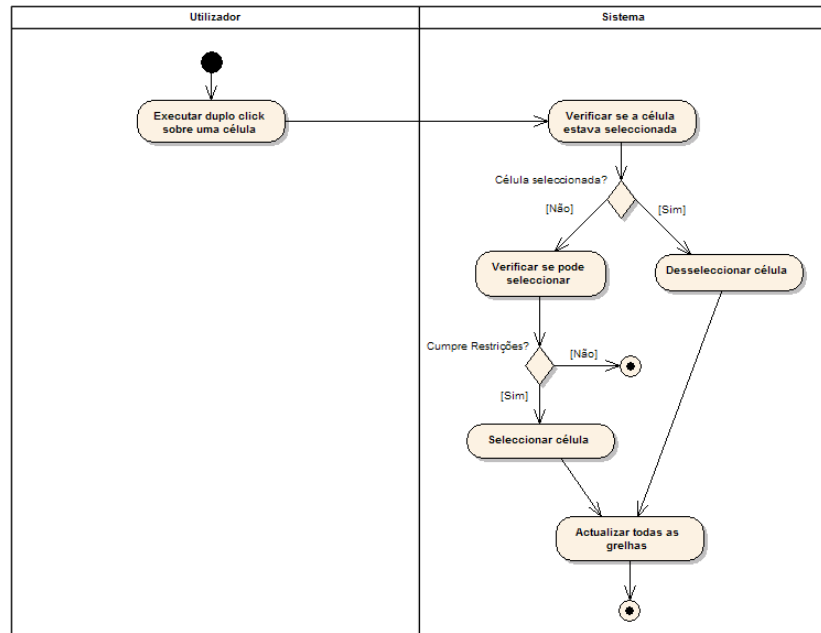 Utilizador
Sistema
Executar duplo click
sobre uma célula
Verificar se a célula
estava seleccionada
Célula seleccionada?
[Não]
[Sim]
Verificar se pode
seleccionar
Desseleccionar célula
Cumpre Restrições?
[Não]
[Sim]
Seleccionar célula
Actualizar todas as
grelhas